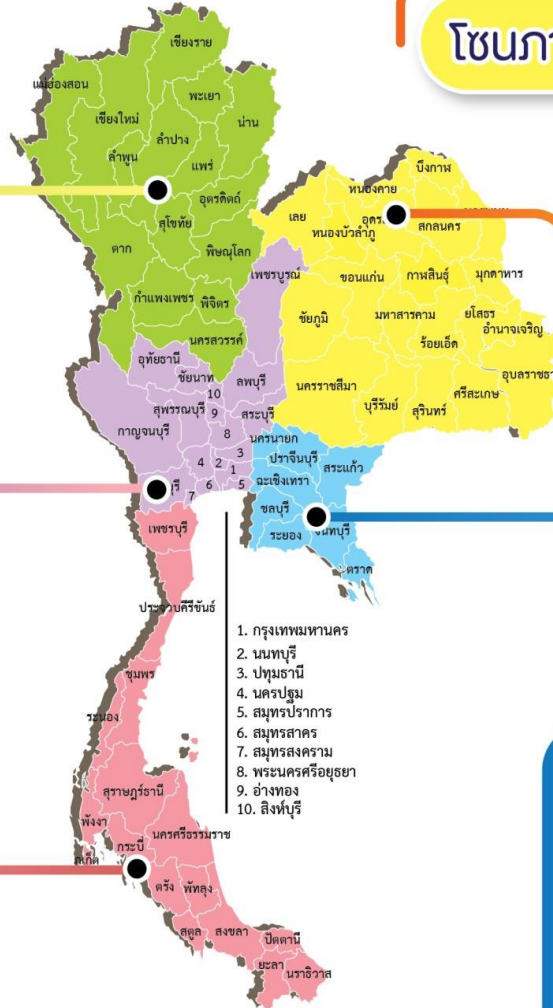 เชียงราย
แม่ฮ่องสอน
พะเยา
เชียงใหม่
น่าน
ลำปาง
ลำพูน
แพร่
อุตรดิตถ์
สุโขทัย
ตาก
พิษณุโลก
กำแพงเพชร
พิจิตร
นครสวรรค์
เพชรบูรณ์
บึงกาฬ
หนองคาย
เลย
สกลนคร
หนองบัวลำภู
ขอนแก่น
กาฬสินธุ์
มุกดาหาร
ชัยภูมิ
มหาสารคาม
ยโสธร
อำนาจเจริญ
ร้อยเอ็ด
นครราชสีมา
บุรีรัมย์
สุรินทร์
ศรีสะเกษ
อุทัยธานี
ชัยนาท
ลพบุรี
10
สุพรรณบุรี
9
สระบุรี
กาญจนบุรี
8
นครนายก
3
ปราจีนบุรี
สระแก้ว
4
2
1
ฉะเชิงเทรา
6
5
7
ชลบุรี
ระยอง
ตราด
เพชรบุรี
ประจวบคีรีขันธ์
ชุมพร
ระนอง
สุราษฎร์ธานี
พังงา
นครศรีธรรมราช
กระบี่
ภูเก็ต
ตรัง
พัทลุง
สตูล
สงขลา
ปัตตานี
ยะลา
นราธิวาส
1. กรุงเทพมหานคร
2. นนทบุรี
3. ปทุมธานี
4. นครปฐม
5. สมุทรปราการ
6. สมุทรสาคร
7. สมุทรสงคราม
8. พระนครศรีอยุธยา
9. อ่างทอง
10. สิงห์บุรี